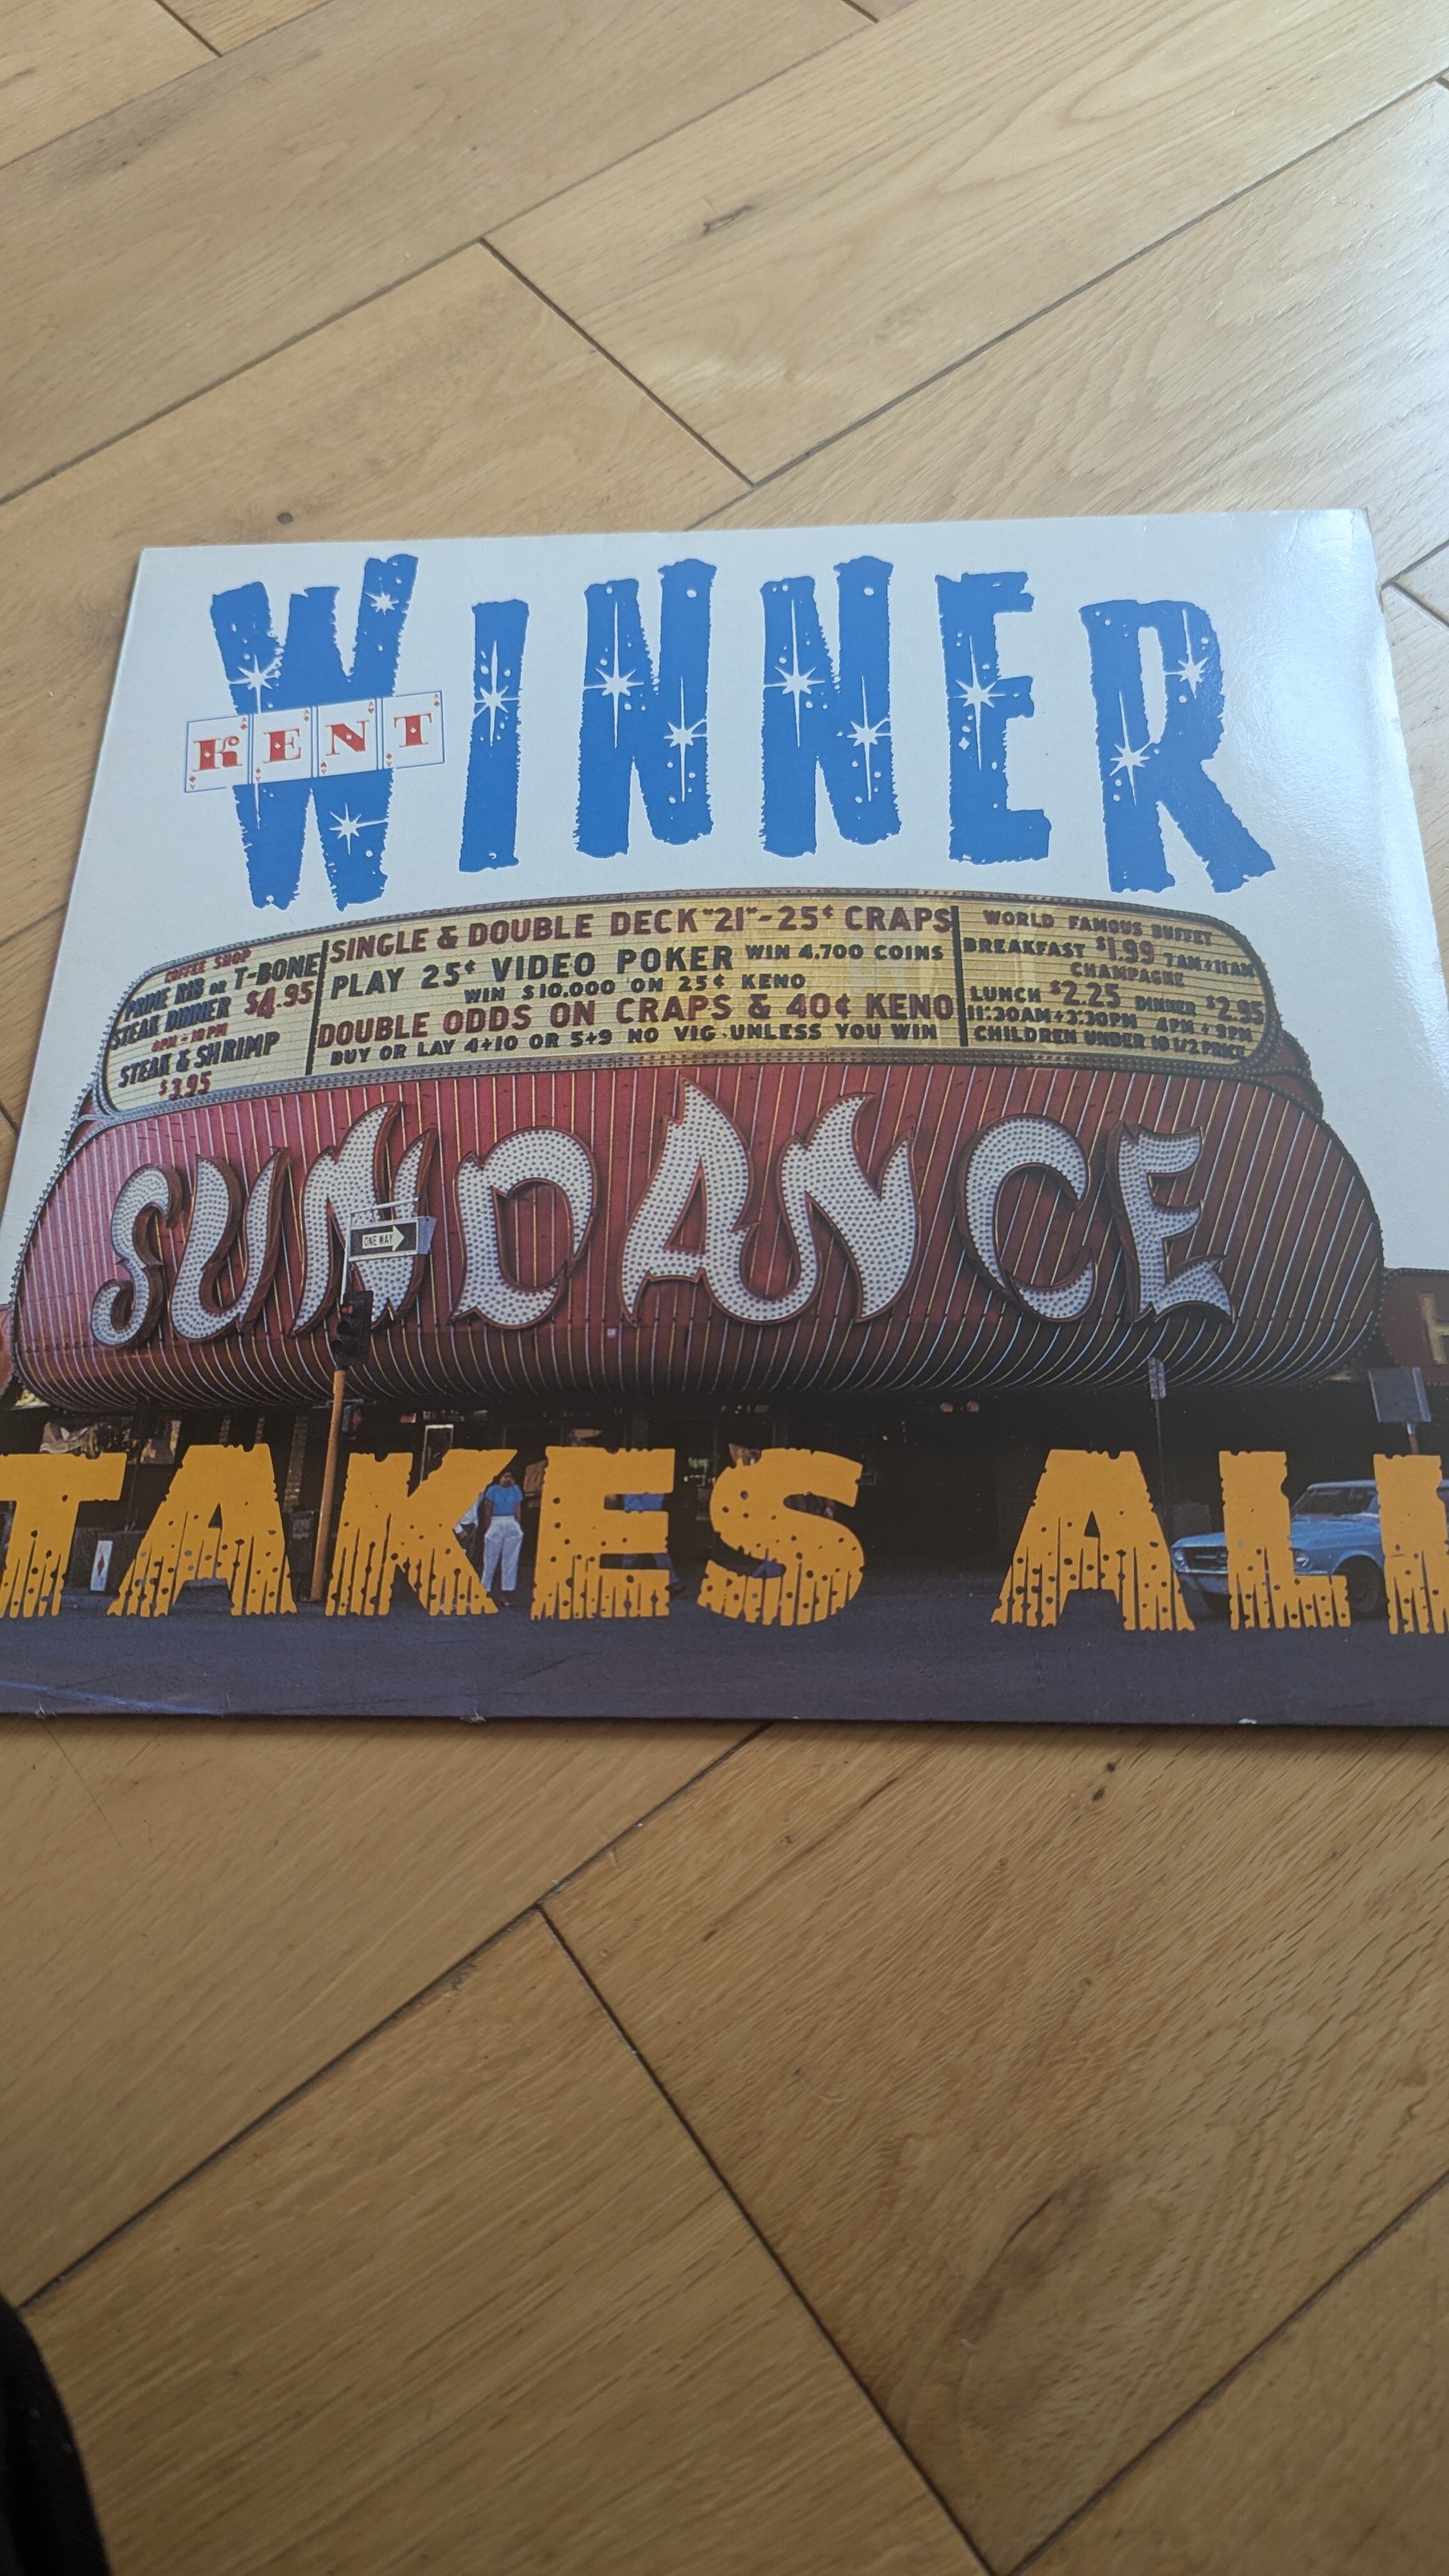 WINNER
KENT
COFFEE SHOP
PRIME RIB OR T-BONE
STEAK DINNER $4.95
STEAK & SHRIMP
$3.95
SINGLE & DOUBLE DECK "21" - 25¢ CRAPS
PLAY 25¢ VIDEO POKER WIN 4,700 COINS
WIN $10,000 ON 25¢ KENO
DOUBLE ODDS ON CRAPS & 40¢ KENO
BUY OR LAY 4+10 OR 5+9 NO VIG UNLESS YOU WIN
WORLD FAMOUS BUFFET
BREAKFAST $1.99 7AM+11AM
CHAMPAGNE
LUNCH $2.25 DINNER $2.95
11:30AM+3:30PM 4PM+9PM
CHILDREN UNDER 10 1/2 PRICE
SUNDANCE
ONE WAY
TAKES ALL